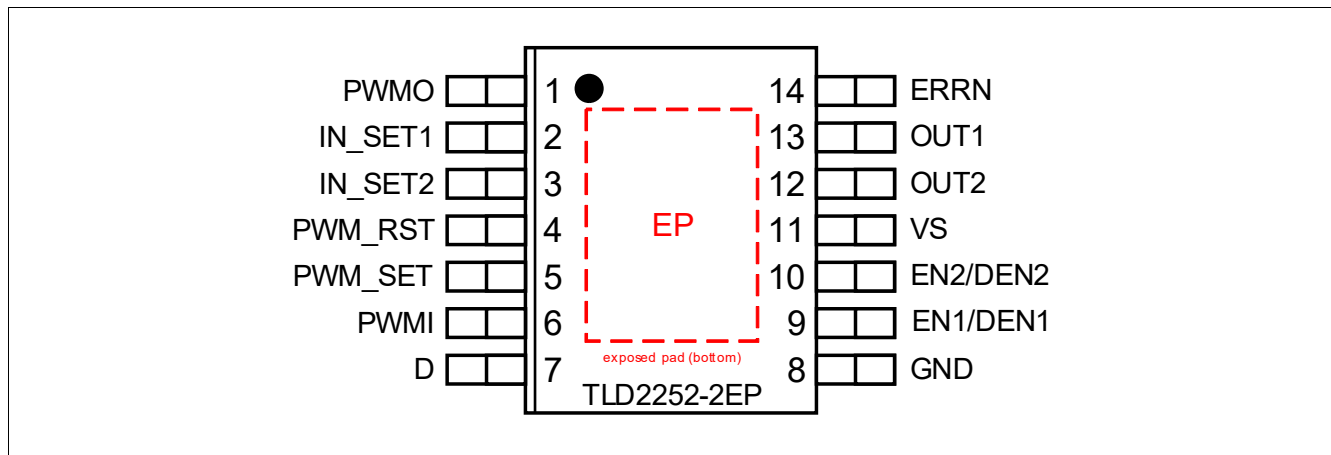 PWMO 1 14 ERRN
IN_SET1 2 13 OUT1
IN_SET2 3 12 OUT2
PWM_RST 4 EP 11 VS
PWM_SET 5 10 EN2/DEN2
PWMI 6 9 EN1/DEN1
exposed pad (bottom)
D 7 8 GND
TLD2252-2EP